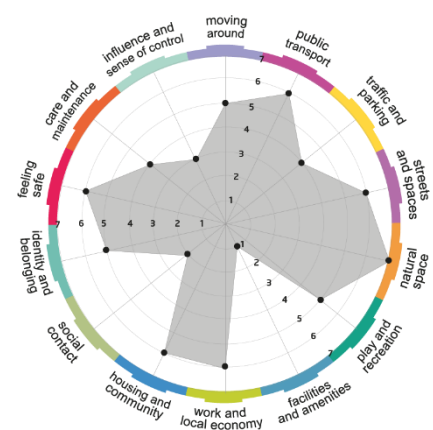 moving
around
public
transport
traffic and
parking
streets
and spaces
natural
space
play and
recreation
facilities
and amenities
work and
local economy
housing and
community
social
contact
identity and
belonging
feeling
safe
care and
maintenance
influence and
sense of control
7
6
5
4
3
2
1
7 6 5 4 3 2 1
1
2
3
4
5
6
7